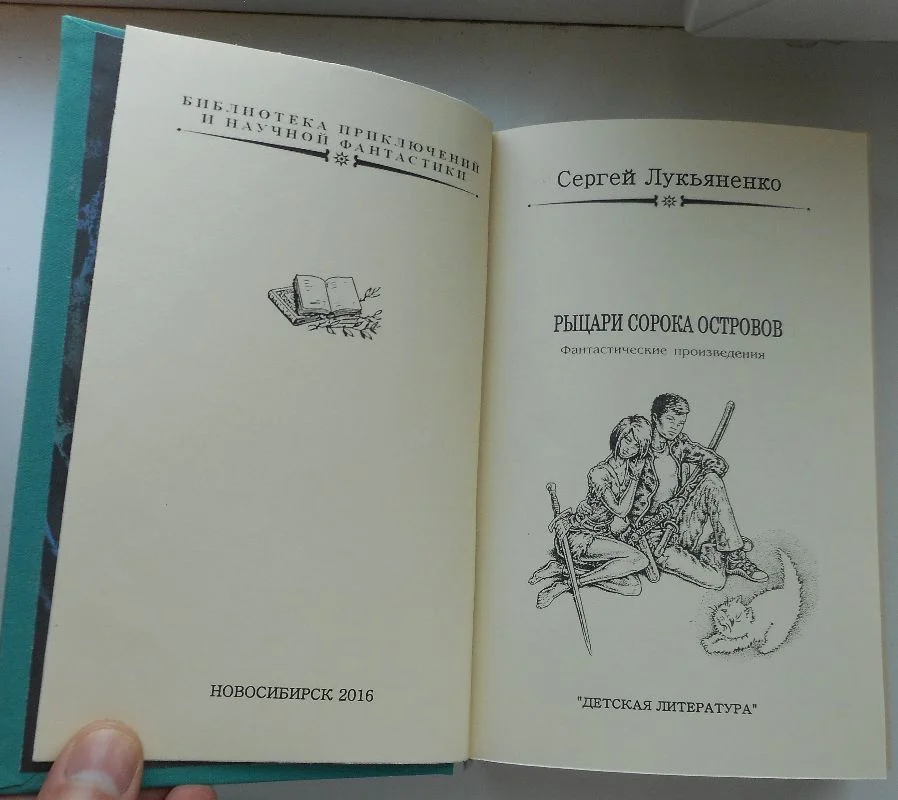 БИБЛИОТЕКА ПРИКЛЮЧЕНИЙ
И НАУЧНОЙ ФАНТАСТИКИ
НОВОСИБИРСК 2016
Сергей Лукьяненко
РЫЦАРИ СОРОКА ОСТРОВОВ
Фантастические произведения
"ДЕТСКАЯ ЛИТЕРАТУРА"